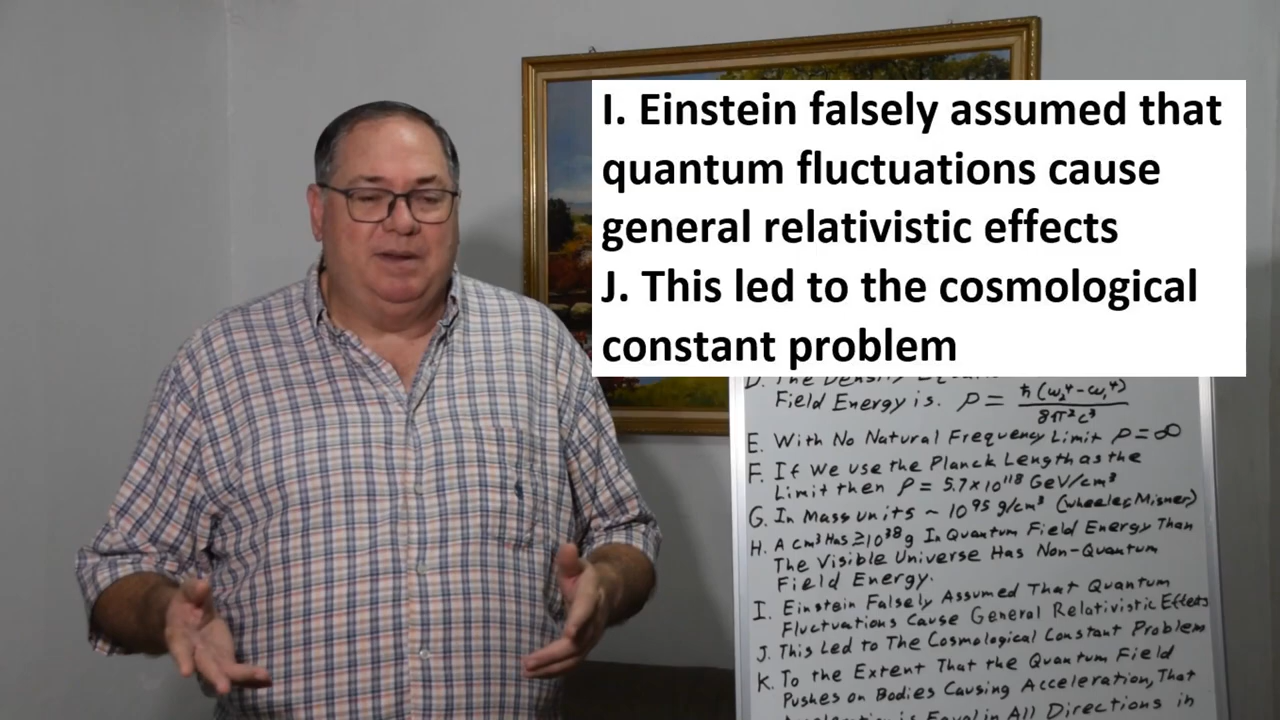 I. Einstein falsely assumed that
quantum fluctuations cause
general relativistic effects
J. This led to the cosmological
constant problem
D. The Density
Field Energy is. ρ = ħ(ω₂⁴-ω₁⁴) / 8π²c³
E. With No Natural Frequency Limit ρ = ∞
F. If We use the Planck Length as the
Limit then ρ = 5.7×10¹¹⁸ GeV/cm³
G. In Mass units ~ 10⁹⁵ g/cm³ (Wheeler, Misner)
H. A cm³ Has ≥10³⁸g In Quantum Field Energy Than
The Visible Universe Has Non-Quantum
Field Energy.
I. Einstein Falsely Assumed That Quantum
Fluctuations Cause General Relativistic Effects
J. This Led to The Cosmological Constant Problem
K. To the Extent That the Quantum Field
Pushes on Bodies Causing Acceleration, That
Acceleration is Equal in All Directions in